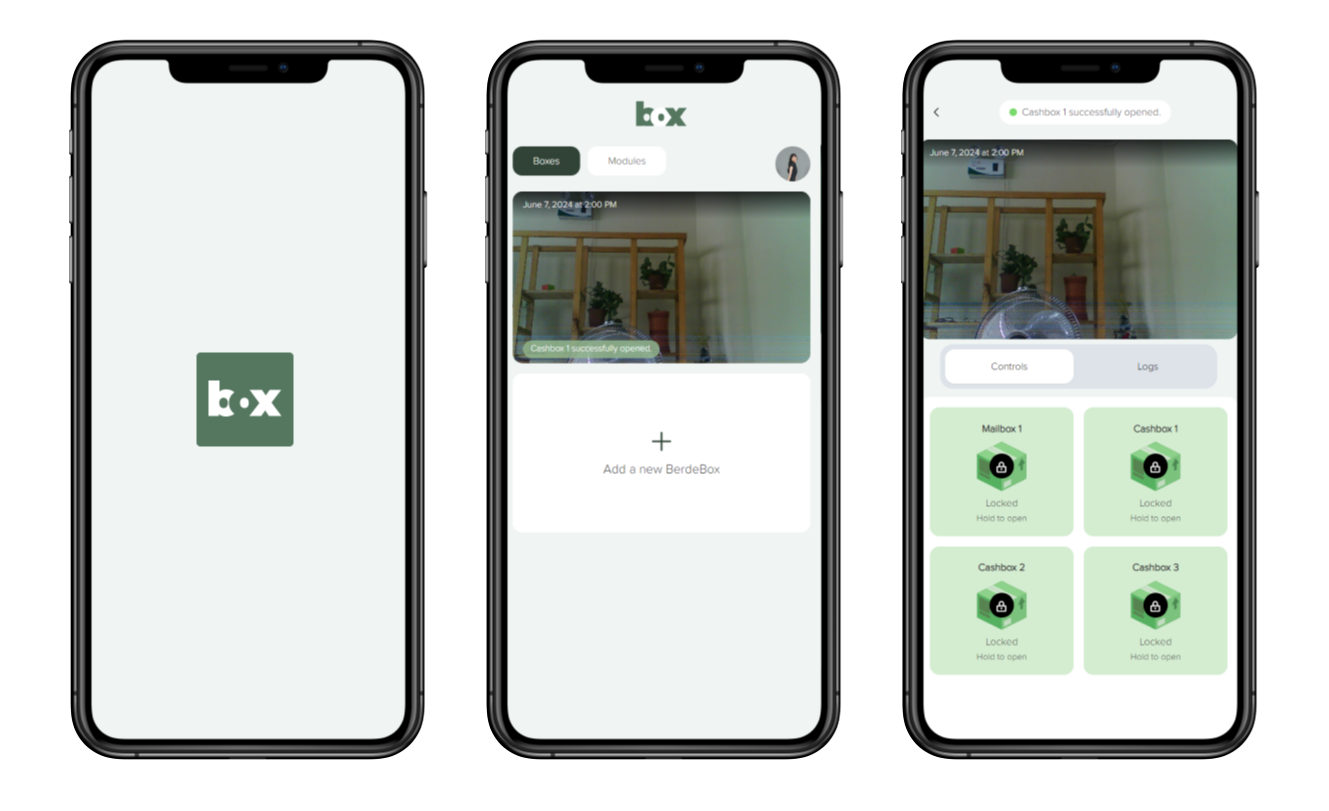 box
box
Boxes
Modules
June 7, 2024 at 2:00 PM
Cashbox 1 successfully opened.
Add a new BerdeBox
Cashbox 1 successfully opened.
June 7, 2024 at 2:00 PM
Controls
Logs
Mailbox 1
Cashbox 1
Locked
Locked
Hold to open
Hold to open
Cashbox 2
Cashbox 3
Locked
Locked
Hold to open
Hold to open